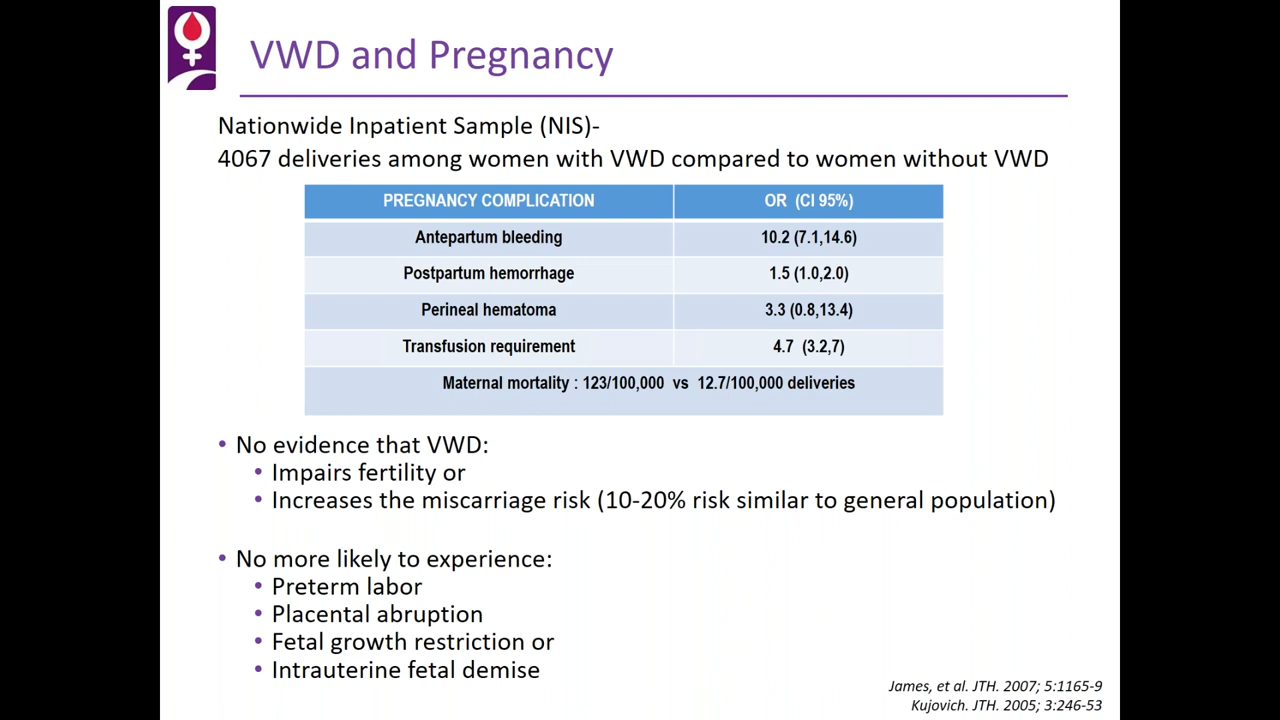 VWD and Pregnancy
Nationwide Inpatient Sample (NIS)-
4067 deliveries among women with VWD compared to women without VWD
PREGNANCY COMPLICATION OR (CI 95%)
Antepartum bleeding 10.2 (7.1,14.6)
Postpartum hemorrhage 1.5 (1.0,2.0)
Perineal hematoma 3.3 (0.8,13.4)
Transfusion requirement 4.7 (3.2,7)
Maternal mortality : 123/100,000 vs 12.7/100,000 deliveries
• No evidence that VWD:
• Impairs fertility or
• Increases the miscarriage risk (10-20% risk similar to general population)
• No more likely to experience:
• Preterm labor
• Placental abruption
• Fetal growth restriction or
• Intrauterine fetal demise
James, et al. JTH. 2007; 5:1165-9
Kujovich. JTH. 2005; 3:246-53